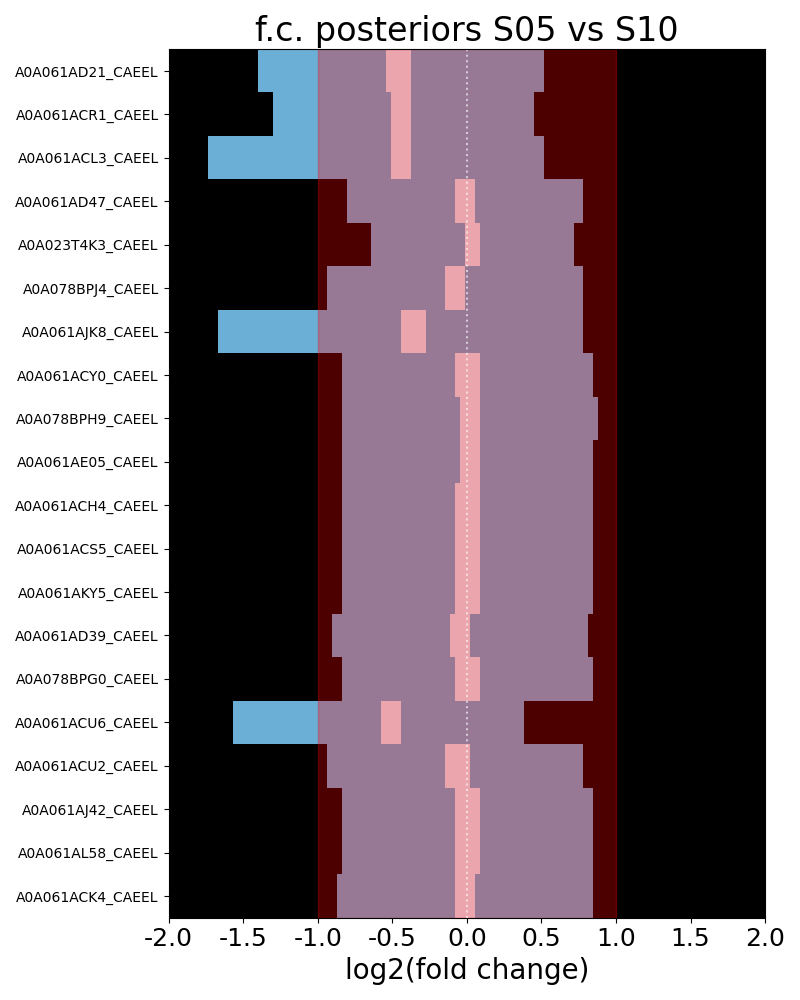 f.c. posteriors S05 vs S10
A0A061AD21_CAEEL
A0A061ACR1_CAEEL
A0A061ACL3_CAEEL
A0A061AD47_CAEEL
A0A023T4K3_CAEEL
A0A078BPJ4_CAEEL
A0A061AJK8_CAEEL
A0A061ACY0_CAEEL
A0A078BPH9_CAEEL
A0A061AE05_CAEEL
A0A061ACH4_CAEEL
A0A061ACS5_CAEEL
A0A061AKY5_CAEEL
A0A061AD39_CAEEL
A0A078BPG0_CAEEL
A0A061ACU6_CAEEL
A0A061ACU2_CAEEL
A0A061AJ42_CAEEL
A0A061AL58_CAEEL
A0A061ACK4_CAEEL
-2.0 -1.5 -1.0 -0.5 0.0 0.5 1.0 1.5 2.0
log2(fold change)